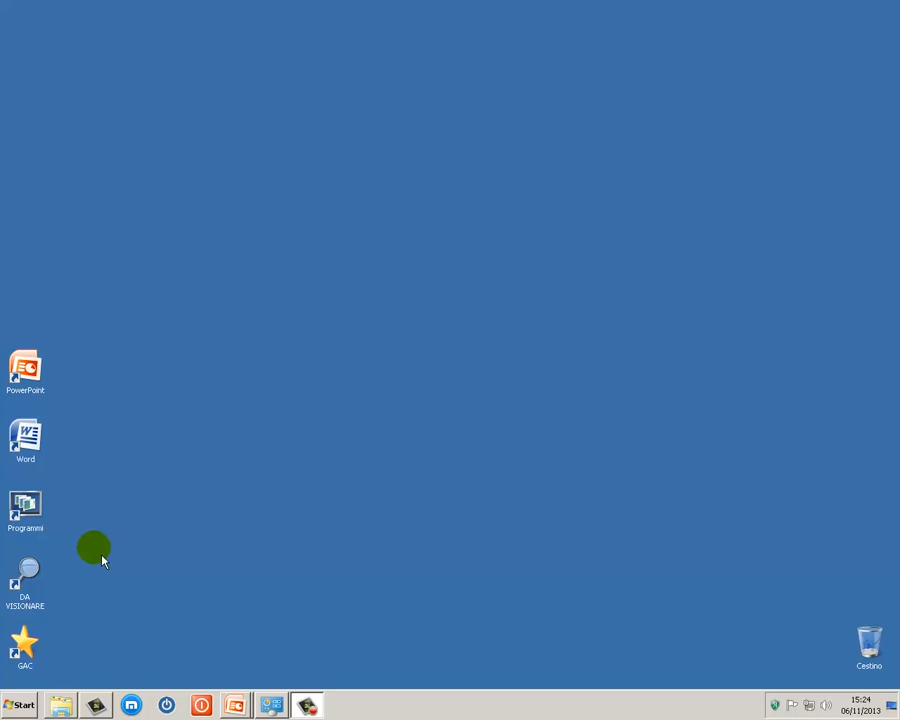 PowerPoint
Word
Programmi
DA
VISIONARE
GAC
Cestino
Start
15:24
06/11/2013